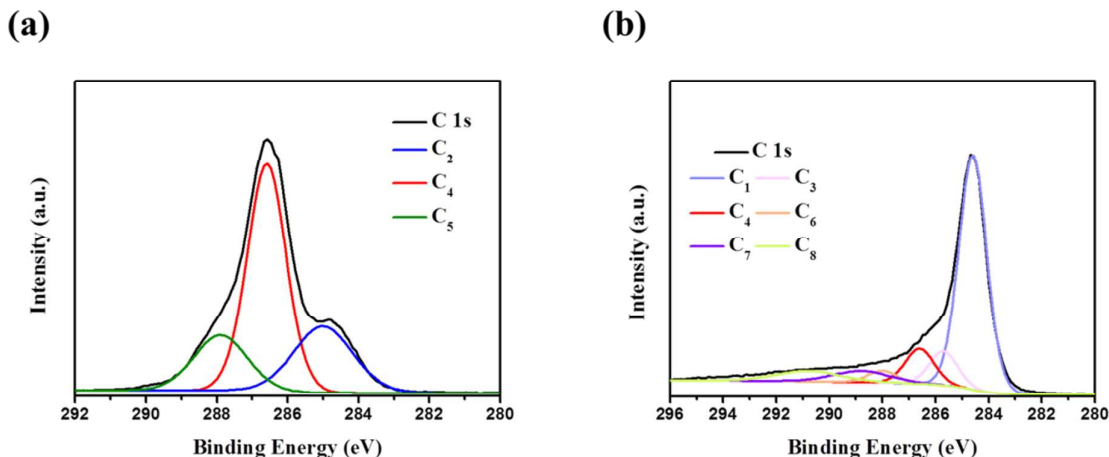 (a)
C 1s
C₂
C₄
C₅
Intensity (a.u.)
292 290 288 286 284 282 280
Binding Energy (eV)
(b)
C 1s
C₁ C₃
C₄ C₆
C₇ C₈
Intensity (a.u.)
296 294 292 290 288 286 284 282 280
Binding Energy (eV)